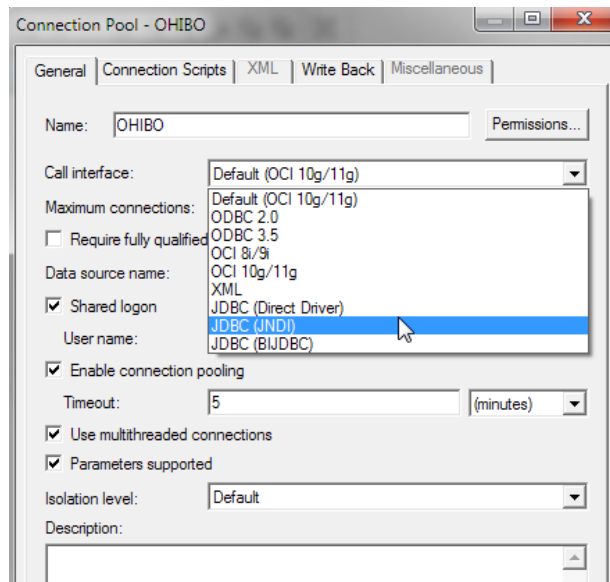 Connection Pool - OHIBO
General Connection Scripts XML Write Back Miscellaneous
Name: OHIBO Permissions...
Call interface: Default (OCI 10g/11g)
Default (OCI 10g/11g)
Maximum connections:
ODBC 2.0
ODBC 3.5
Require fully qualified
OCI 8i/9i
OCI 10g/11g
Data source name:
XML
JDBC (Direct Driver)
Shared logon
JDBC (JNDI)
User name:
JDBC (BIJDBC)
Enable connection pooling
Timeout: 5 (minutes)
Use multithreaded connections
Parameters supported
Isolation level: Default
Description: